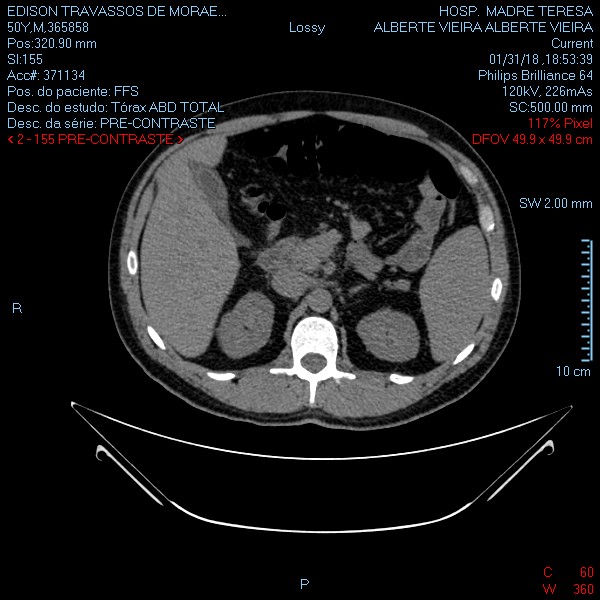 EDISON TRAVASSOS DE MORAE...
50Y,M,365858
Pos:320.90 mm
SI:155
Acc#: 371134
Pos. do paciente: FFS
Desc. do estudo: Tórax ABD TOTAL
Desc. da série: PRE-CONTRASTE
< 2 - 155 PRE-CONTRASTE >
Lossy
HOSP. MADRE TERESA
ALBERTE VIEIRA ALBERTE VIEIRA
Current
01/31/18 ,18:53:39
Philips Brilliance 64
120kV, 226mAs
SC:500.00 mm
117% Pixel
DFOV 49.9 x 49.9 cm
SW 2.00 mm
R
10 cm
P
C 60
W 360